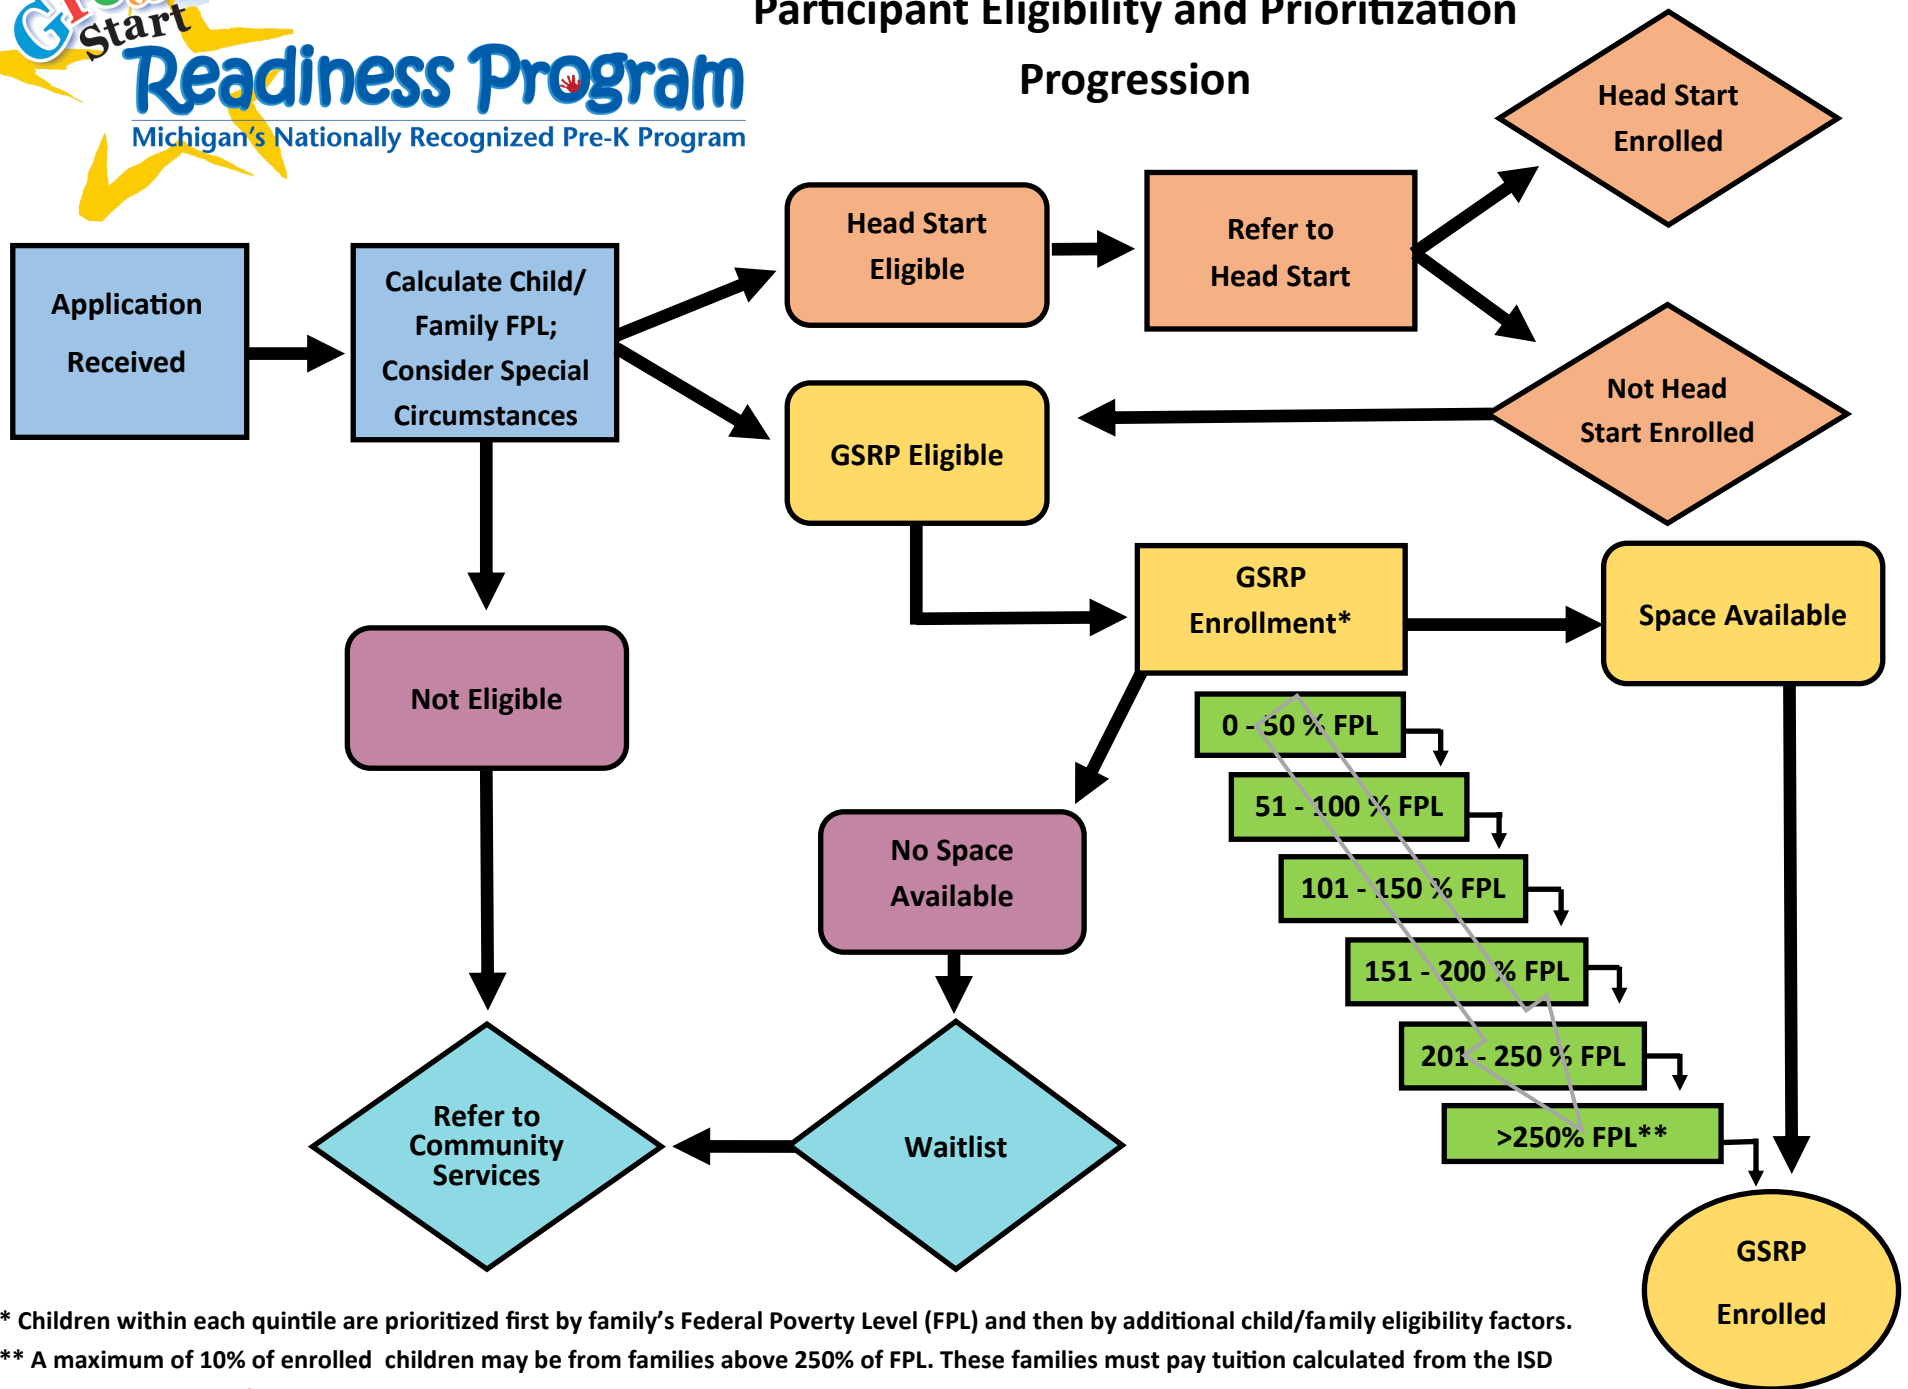 Start
Readiness Program
Michigan's Nationally Recognized Pre-K Program
Participant Eligibility and Prioritization
Progression
Head Start
Enrolled
Head Start
Eligible
Refer to
Head Start
Application
Received
Calculate Child/
Family FPL;
Consider Special
Circumstances
Not Head
Start Enrolled
GSRP Eligible
GSRP
Enrollment*
Space Available
Not Eligible
0 - 50 % FPL
51 - 100 % FPL
101 - 150 % FPL
151 - 200 % FPL
201 - 250 % FPL
>250% FPL**
No Space
Available
Refer to
Community
Services
Waitlist
GSRP
Enrolled
* Children within each quintile are prioritized first by family's Federal Poverty Level (FPL) and then by additional child/family eligibility factors.
** A maximum of 10% of enrolled children may be from families above 250% of FPL. These families must pay tuition calculated from the ISD